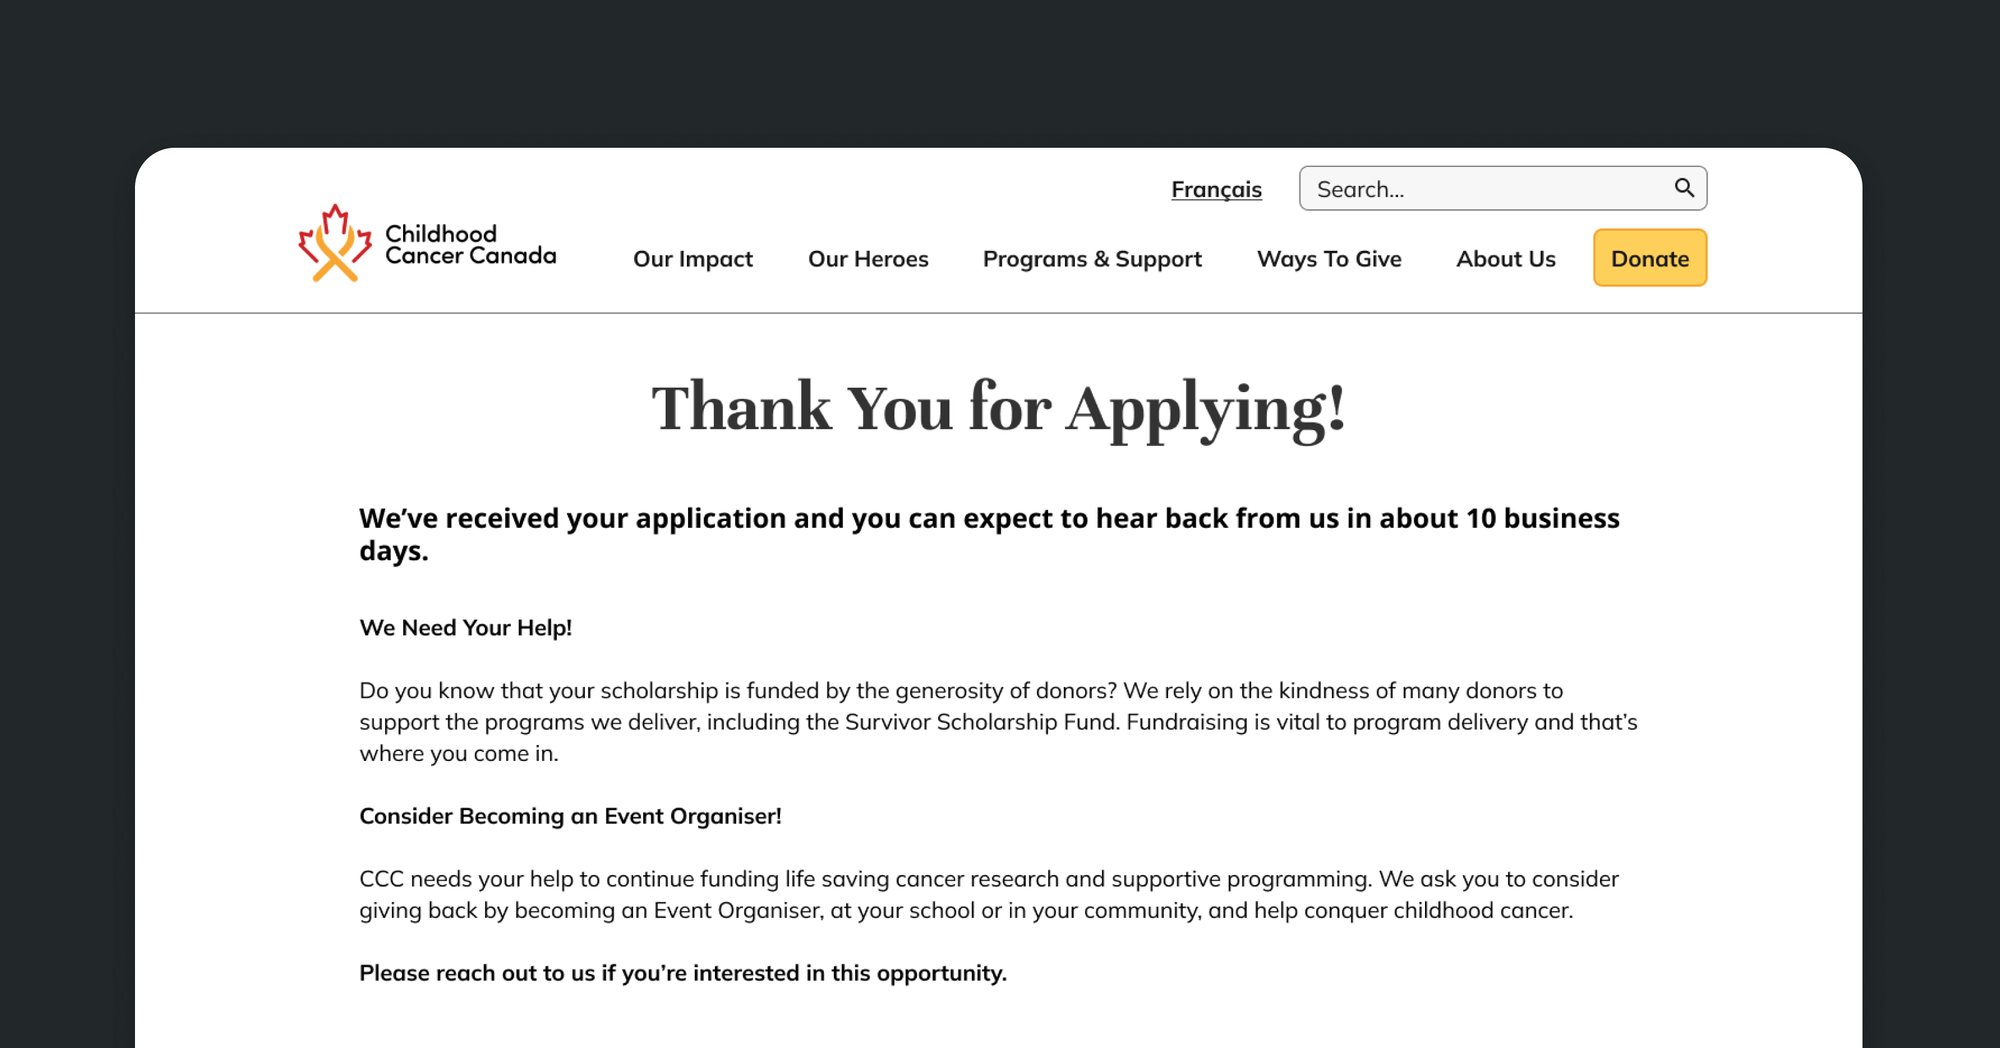 Français
Search...
Childhood
Cancer Canada
Our Impact
Our Heroes
Programs & Support
Ways To Give
About Us
Donate
Thank You for Applying!
We’ve received your application and you can expect to hear back from us in about 10 business
days.
We Need Your Help!
Do you know that your scholarship is funded by the generosity of donors? We rely on the kindness of many donors to
support the programs we deliver, including the Survivor Scholarship Fund. Fundraising is vital to program delivery and that’s
where you come in.
Consider Becoming an Event Organiser!
CCC needs your help to continue funding life saving cancer research and supportive programming. We ask you to consider
giving back by becoming an Event Organiser, at your school or in your community, and help conquer childhood cancer.
Please reach out to us if you’re interested in this opportunity.